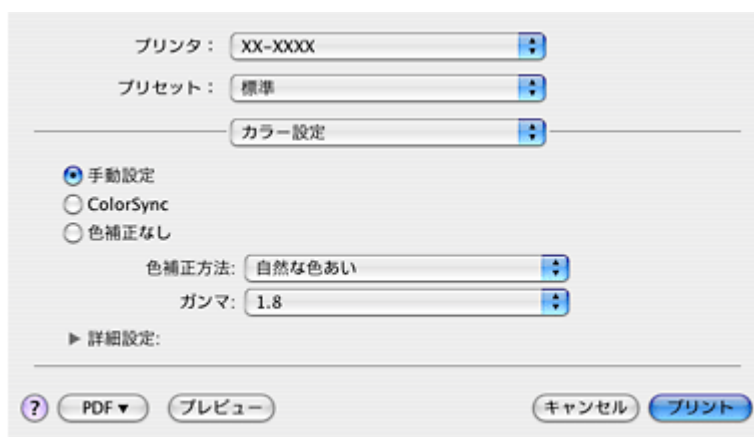 プリンタ： XX-XXXX
プリセット： 標準
カラー設定
手動設定
ColorSync
色補正なし
色補正方法: 自然な色あい
ガンマ: 1.8
詳細設定:
? PDF プレビュー キャンセル プリント